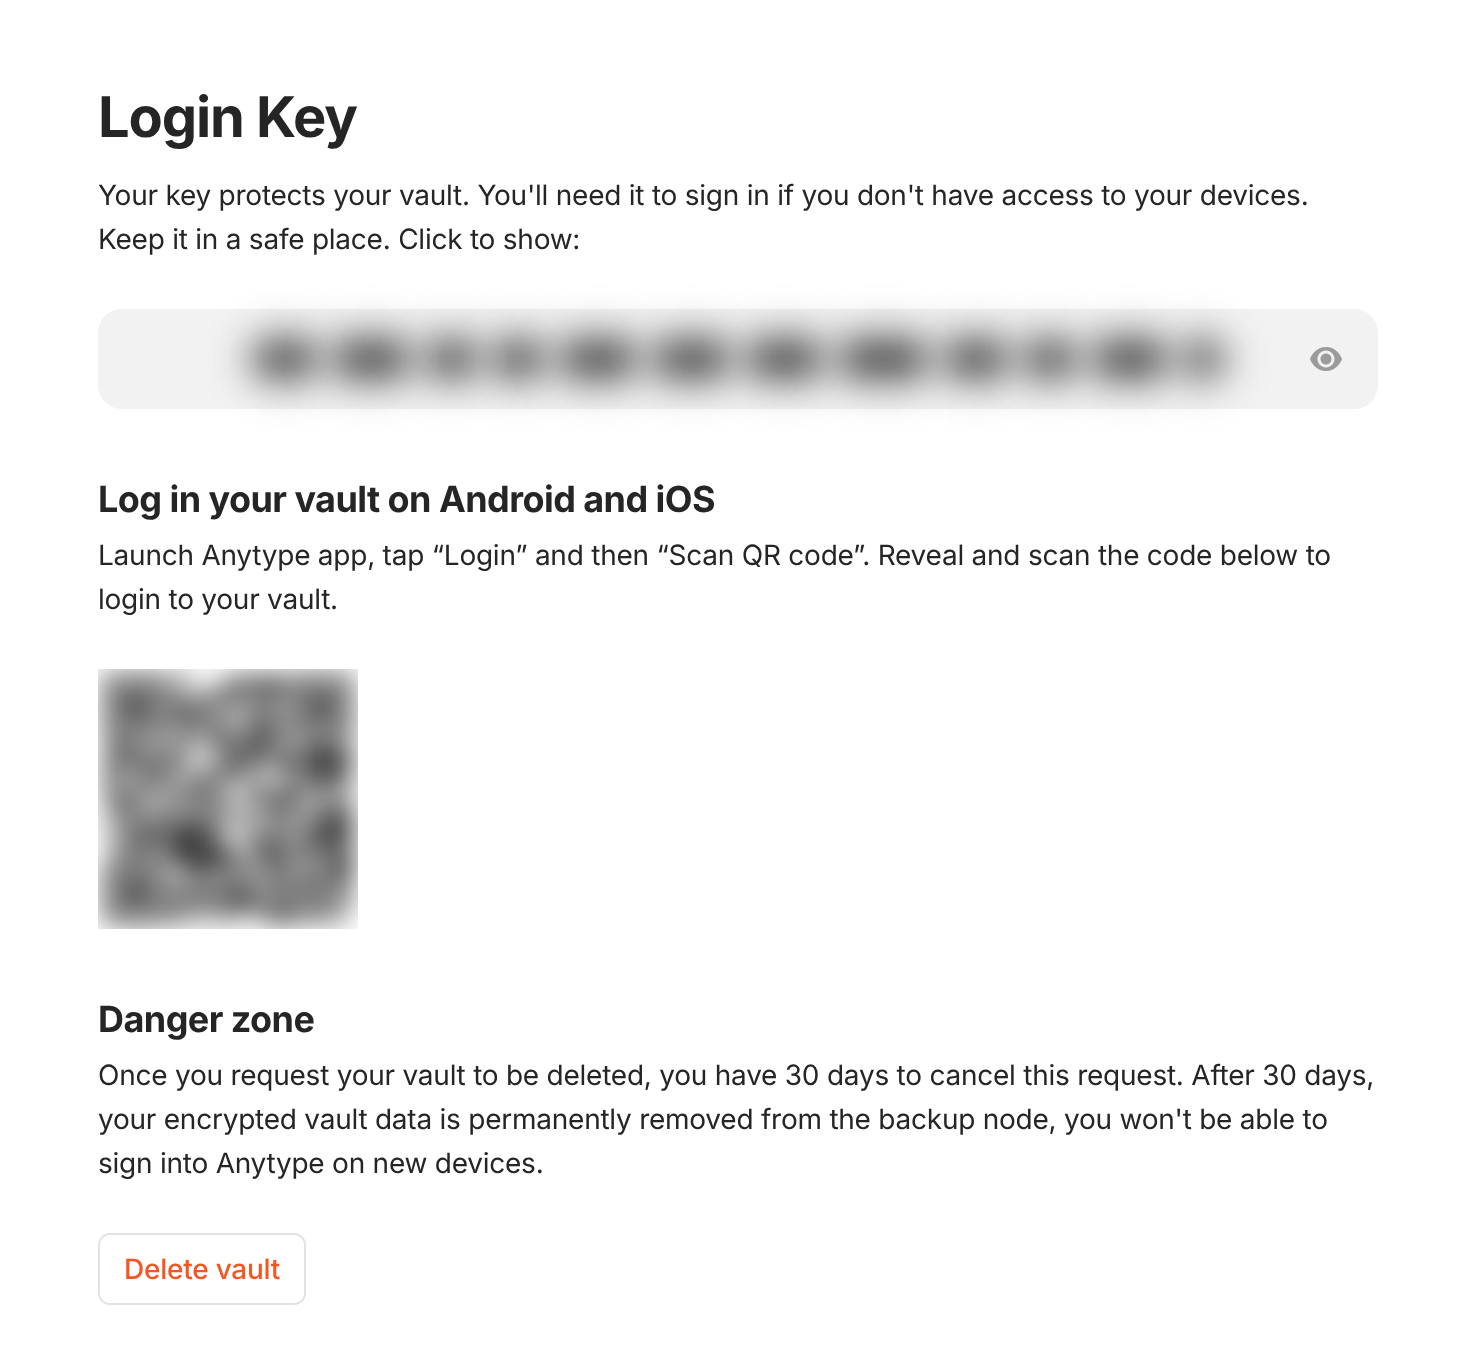 Login Key
Your key protects your vault. You'll need it to sign in if you don't have access to your devices.
Keep it in a safe place. Click to show:
Log in your vault on Android and iOS
Launch Anytype app, tap “Login” and then “Scan QR code”. Reveal and scan the code below to
login to your vault.
Danger zone
Once you request your vault to be deleted, you have 30 days to cancel this request. After 30 days,
your encrypted vault data is permanently removed from the backup node, you won't be able to
sign into Anytype on new devices.
Delete vault